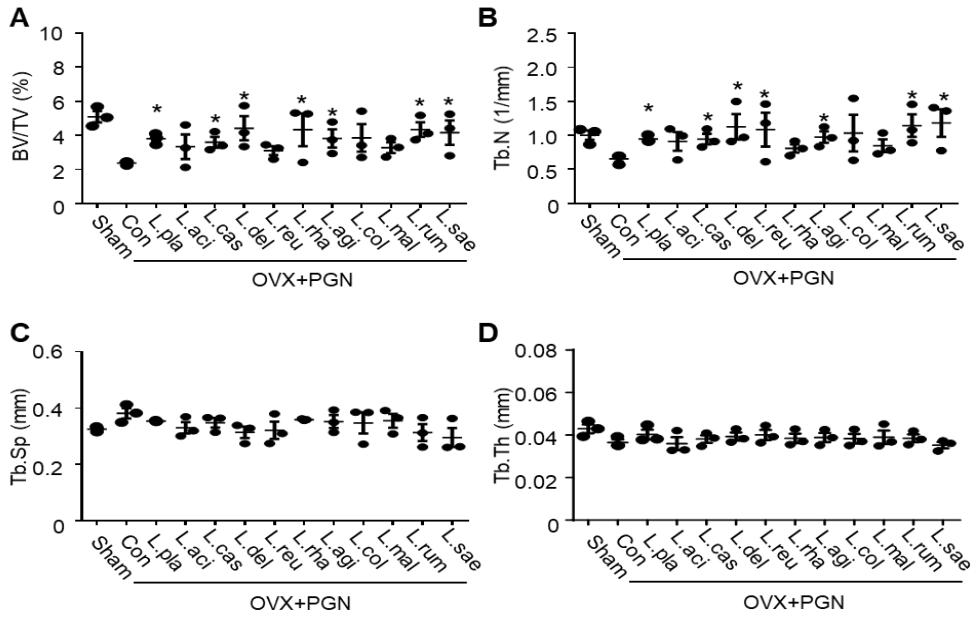 A
BV/TV (%)
10
8
6
4
2
0
* * * * * * *
Sham Con L.pla L.aci L.cas L.del L.reu L.rha L.agi L.col L.mal L.rum L.sae
OVX+PGN
B
Tb.N (1/mm)
2.5
2.0
1.5
1.0
0.5
0
* * * * * * *
Sham Con L.pla L.aci L.cas L.del L.reu L.rha L.agi L.col L.mal L.rum L.sae
OVX+PGN
C
Tb.Sp (mm)
0.6
0.4
0.2
0
Sham Con L.pla L.aci L.cas L.del L.reu L.rha L.agi L.col L.mal L.rum L.sae
OVX+PGN
D
Tb.Th (mm)
0.08
0.06
0.04
0.02
0
Sham Con L.pla L.aci L.cas L.del L.reu L.rha L.agi L.col L.mal L.rum L.sae
OVX+PGN